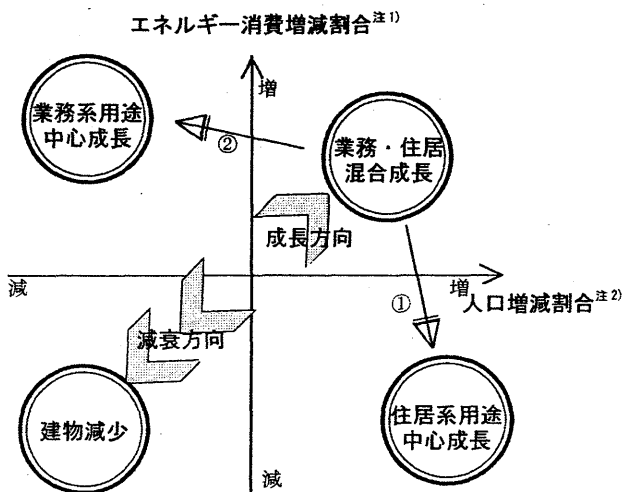 エネルギー消費増減割合注1)
増
業務系用途
中心成長
②
業務・住居
混合成長
成長方向
減
増
人口増減割合注2)
①
減衰方向
建物減少
住居系用途
中心成長
減